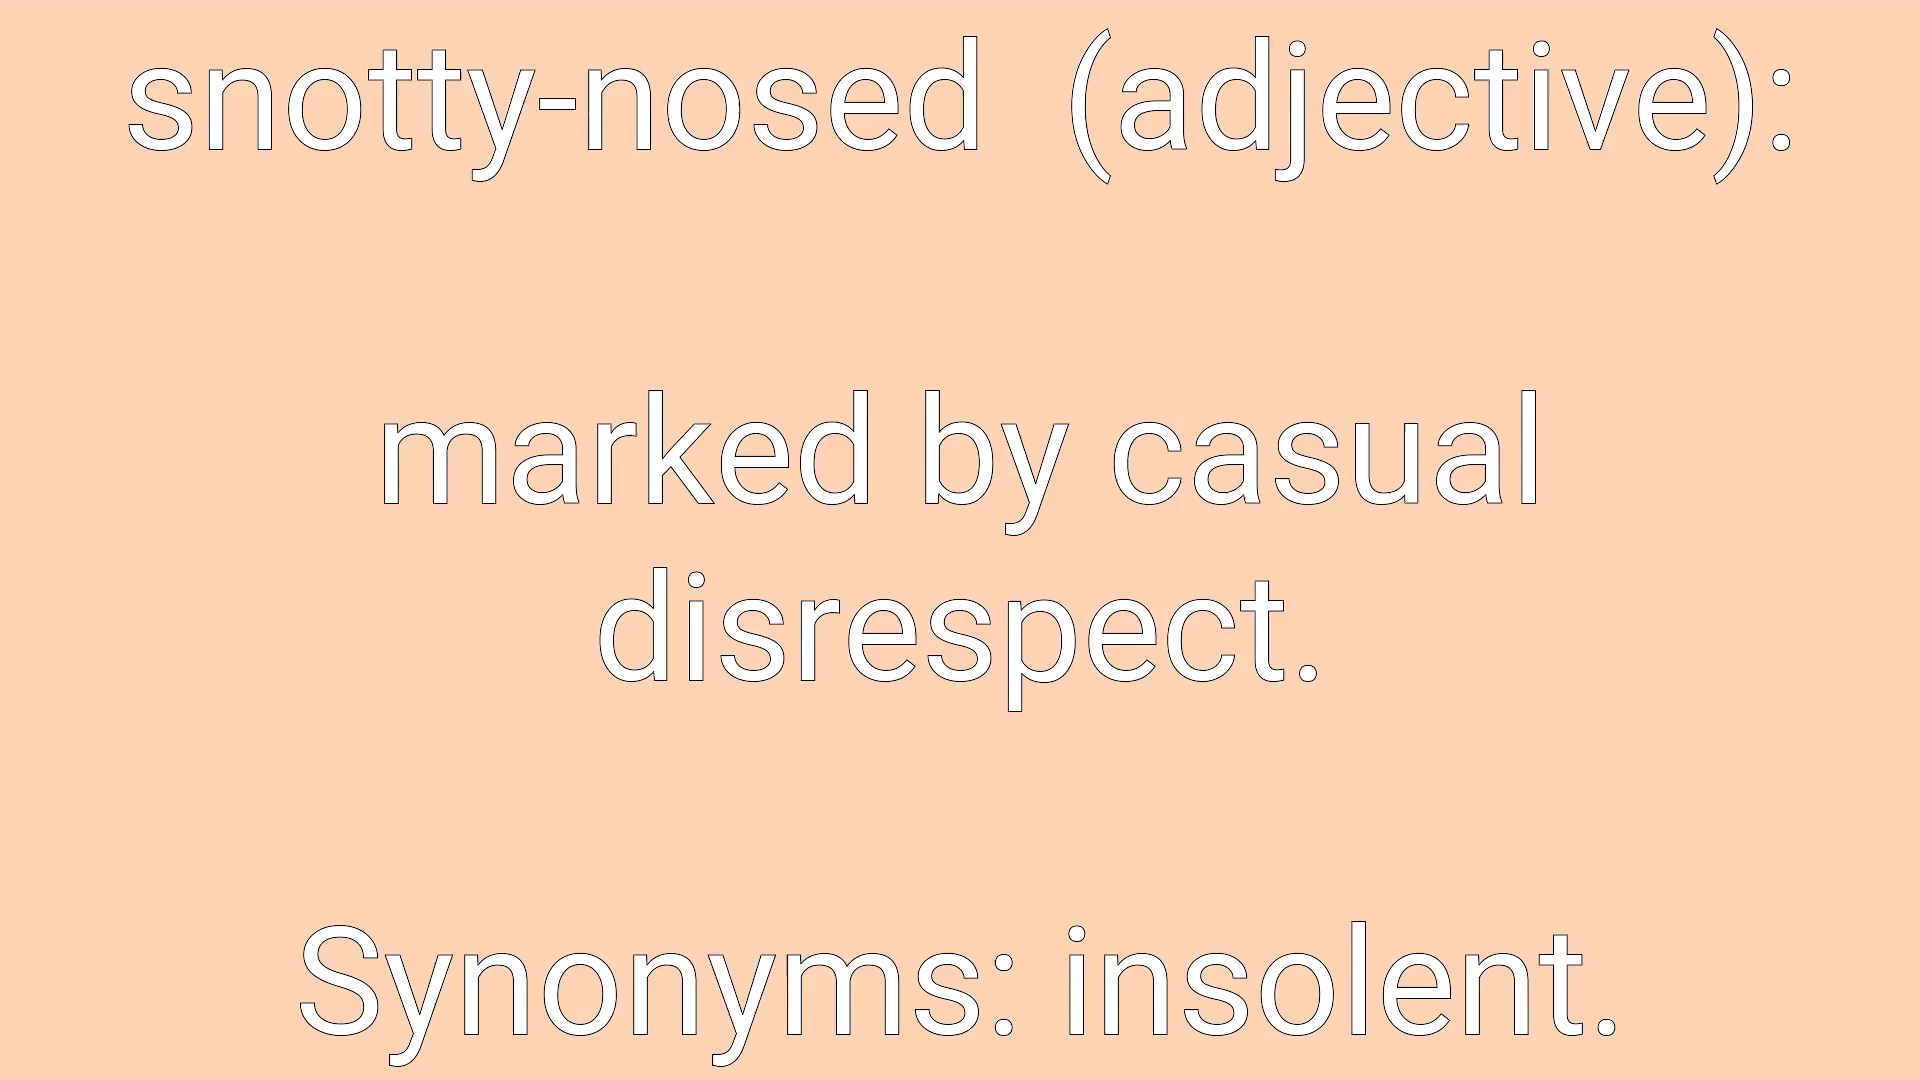 snotty-nosed  (adjective):
marked by casual
disrespect.
Synonyms: insolent.